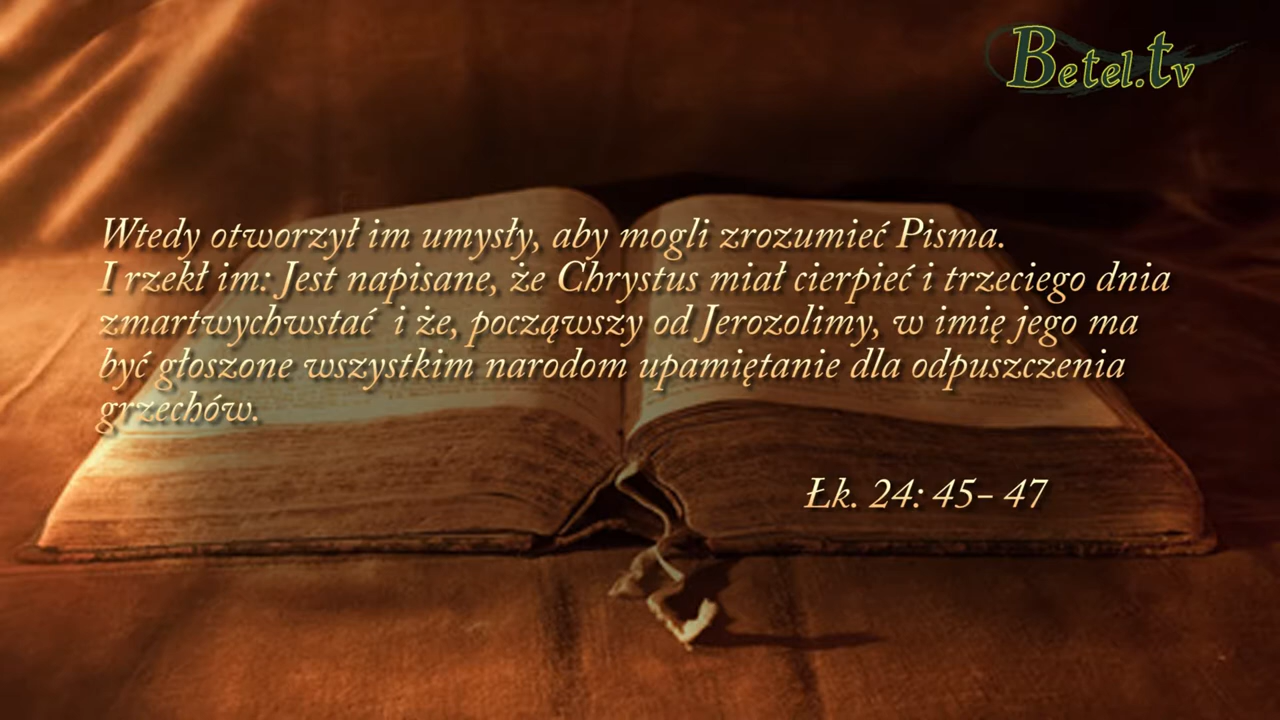 Betel.tv
Wtedy otworzył im umysły, aby mogli zrozumieć Pisma.
I rzekł im: Jest napisane, że Chrystus miał cierpieć i trzeciego dnia
zmartwychwstać i że, począwszy od Jerozolimy, w imię jego ma
być głoszone wszystkim narodom upamiętanie dla odpuszczenia
grzechów.
Łk. 24: 45- 47